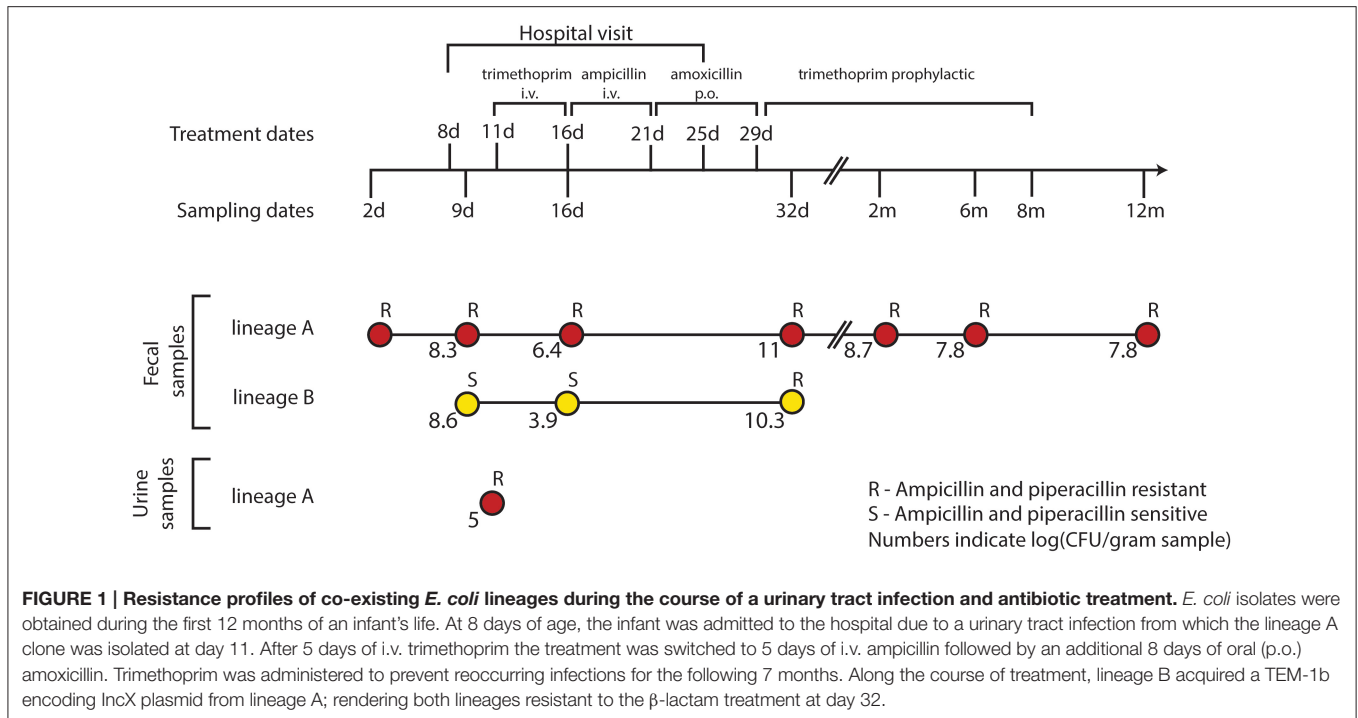 Hospital visit
trimethoprim ampicillin amoxicillin trimethoprim prophylactic
i.v. i.v. p.o.
Treatment dates 8d 11d 16d 21d 25d 29d
Sampling dates 2d 9d 16d 32d 2m 6m 8m 12m
Fecal samples
lineage A R R R R R R R
8.3 6.4 11 8.7 7.8 7.8
lineage B S S R
8.6 3.9 10.3
Urine samples
lineage A R
5
R - Ampicillin and piperacillin resistant
S - Ampicillin and piperacillin sensitive
Numbers indicate log(CFU/gram sample)
FIGURE 1 | Resistance profiles of co-existing E. coli lineages during the course of a urinary tract infection and antibiotic treatment. E. coli isolates were
obtained during the first 12 months of an infant's life. At 8 days of age, the infant was admitted to the hospital due to a urinary tract infection from which the lineage A
clone was isolated at day 11. After 5 days of i.v. trimethoprim the treatment was switched to 5 days of i.v. ampicillin followed by an additional 8 days of oral (p.o.)
amoxicillin. Trimethoprim was administered to prevent reoccurring infections for the following 7 months. Along the course of treatment, lineage B acquired a TEM-1b
encoding IncX plasmid from lineage A; rendering both lineages resistant to the β-lactam treatment at day 32.